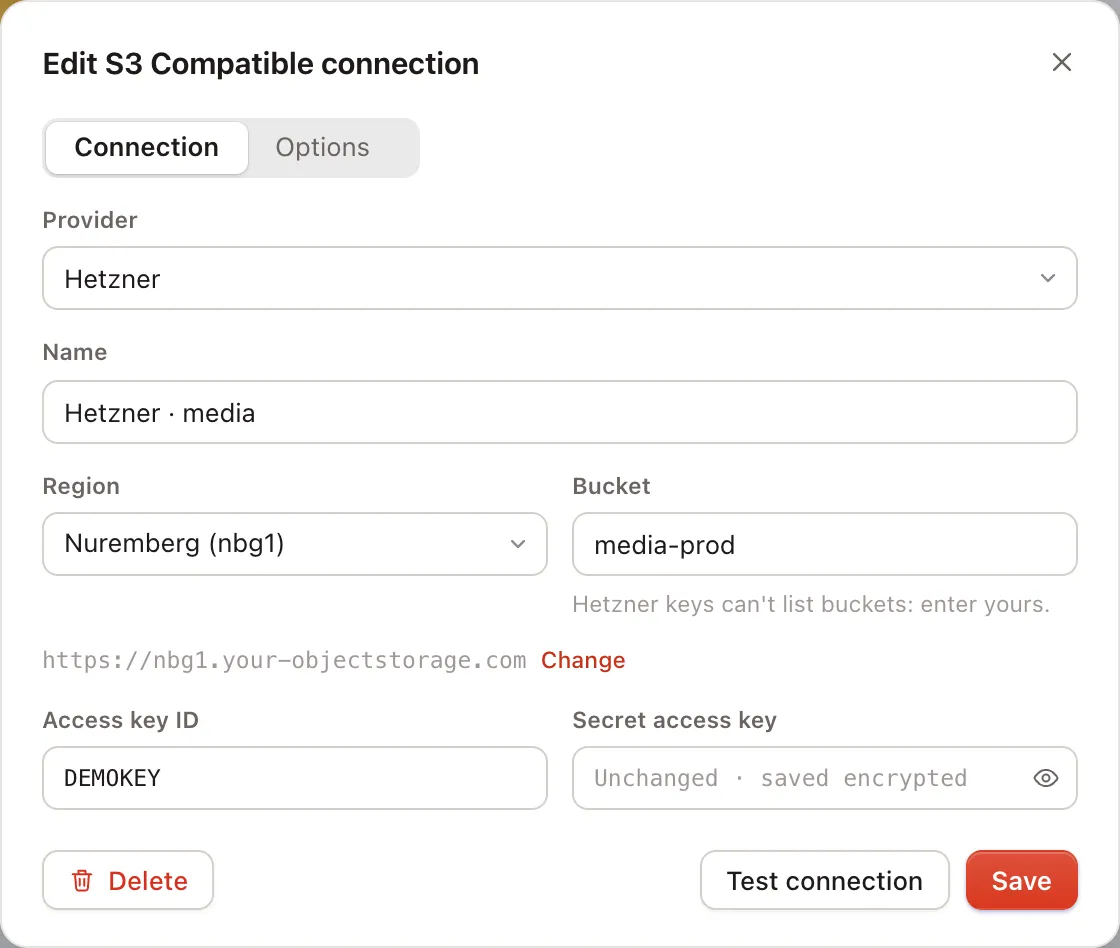 Edit S3 Compatible connection
Connection
Options
Provider
Hetzner
Name
Hetzner · media
Region
Bucket
Nuremberg (nbg1)
media-prod
Hetzner keys can't list buckets: enter yours.
https://nbg1.your-objectstorage.com Change
Access key ID
Secret access key
DEMOKEY
Unchanged · saved encrypted
Delete
Test connection
Save